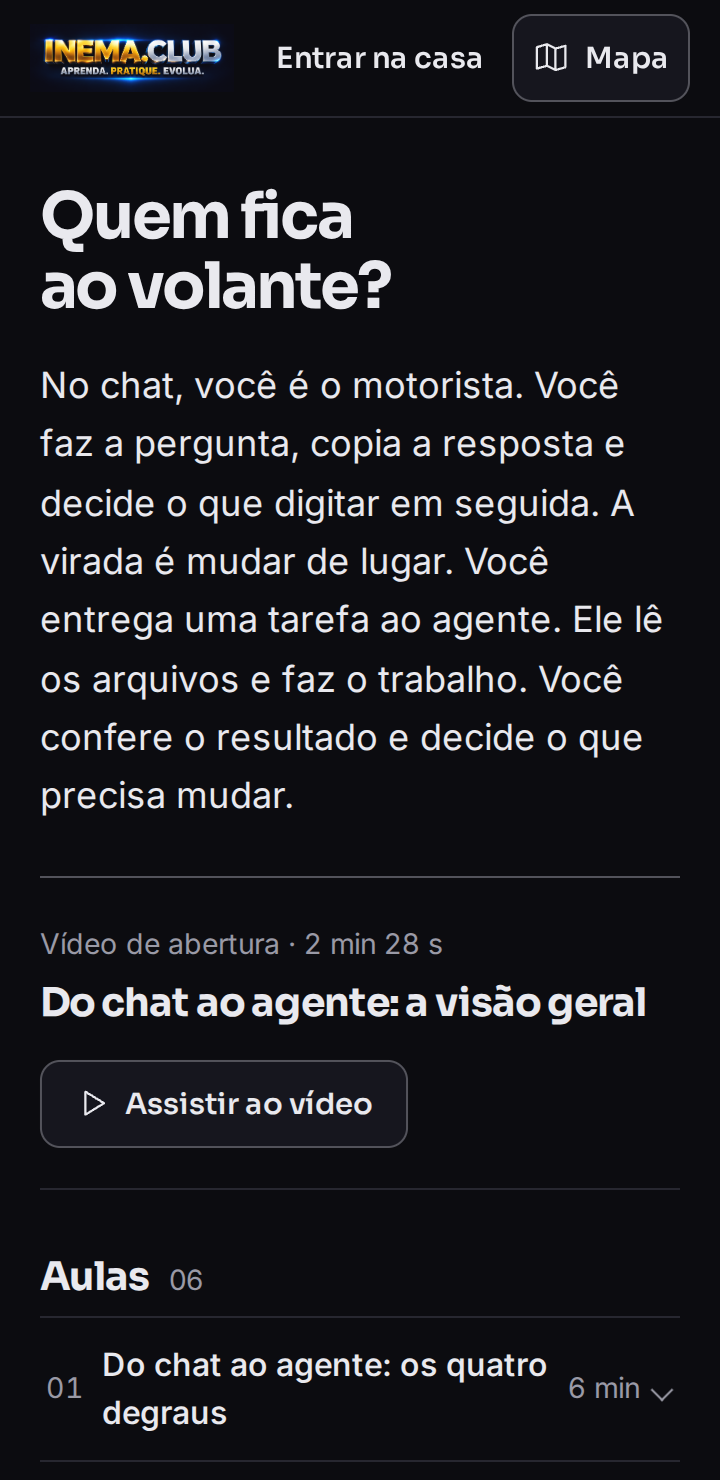 INEMA.CLUB
APRENDA. PRATIQUE. EVOLUA.
Entrar na casa
Mapa
Quem fica
ao volante?
No chat, você é o motorista. Você
faz a pergunta, copia a resposta e
decide o que digitar em seguida. A
virada é mudar de lugar. Você
entrega uma tarefa ao agente. Ele lê
os arquivos e faz o trabalho. Você
confere o resultado e decide o que
precisa mudar.
Vídeo de abertura · 2 min 28 s
Do chat ao agente: a visão geral
Assistir ao vídeo
Aulas 06
01 Do chat ao agente: os quatro
degraus
6 min